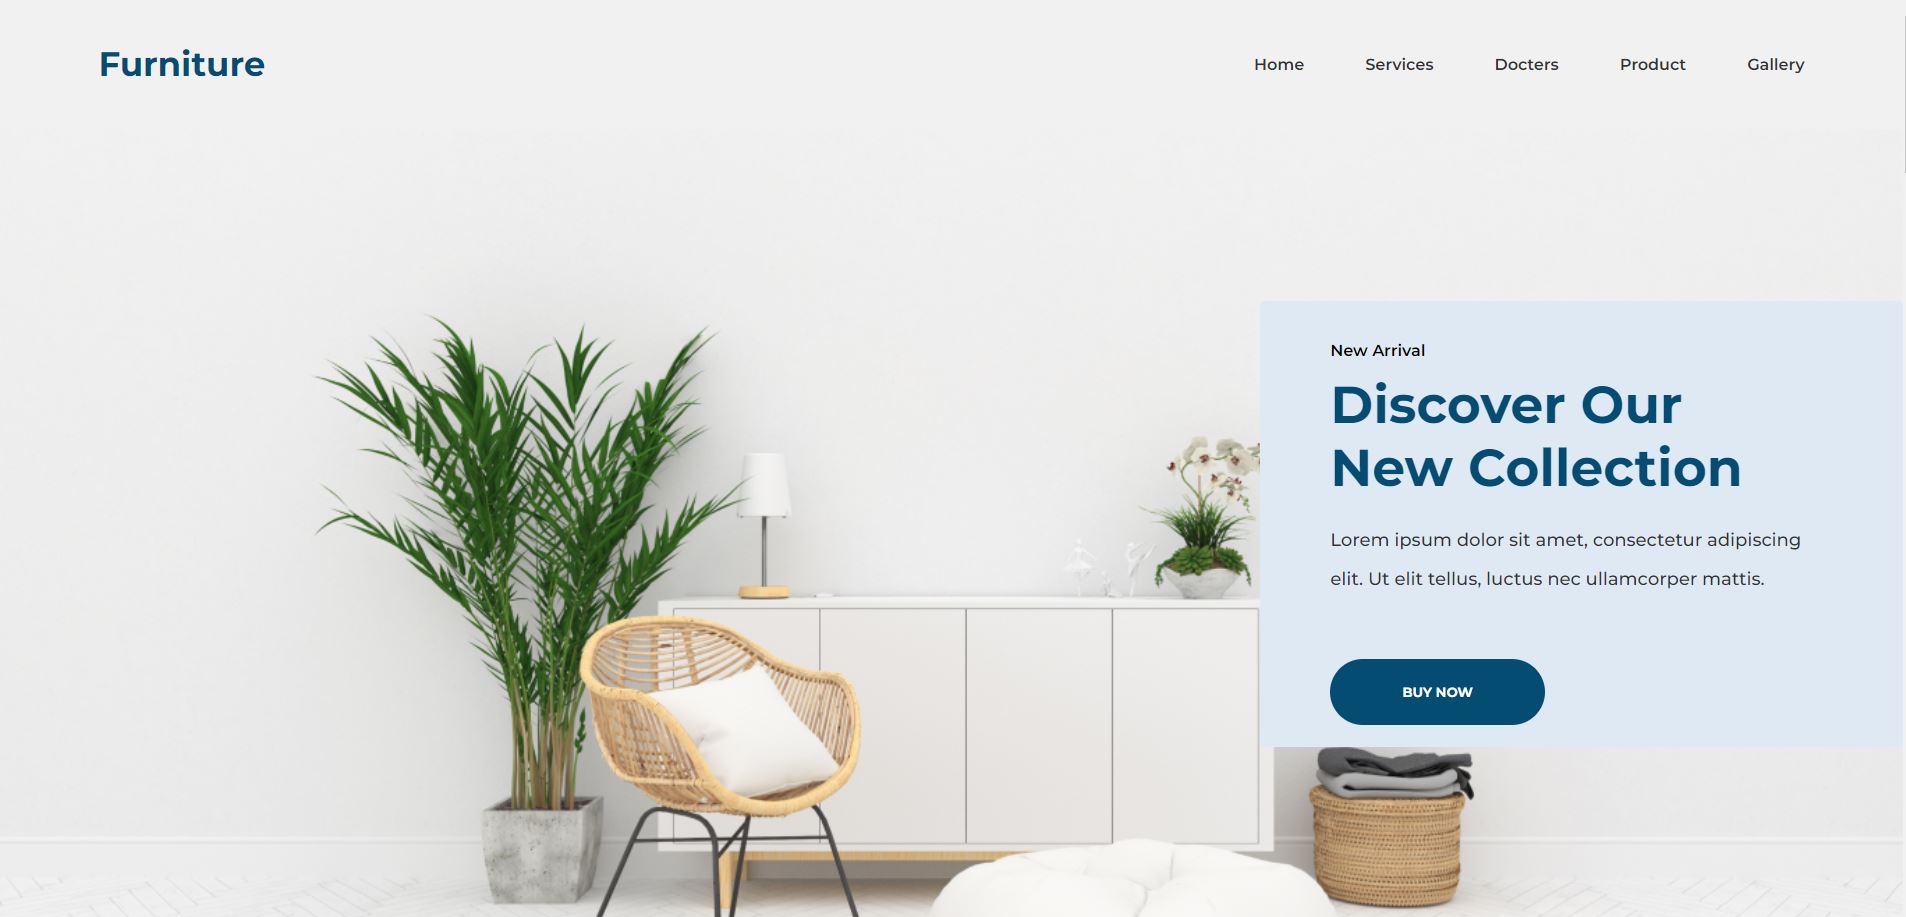 Furniture
Home Services Docters Product Gallery
New Arrival
Discover Our
New Collection
Lorem ipsum dolor sit amet, consectetur adipiscing
elit. Ut elit tellus, luctus nec ullamcorper mattis.
BUY NOW